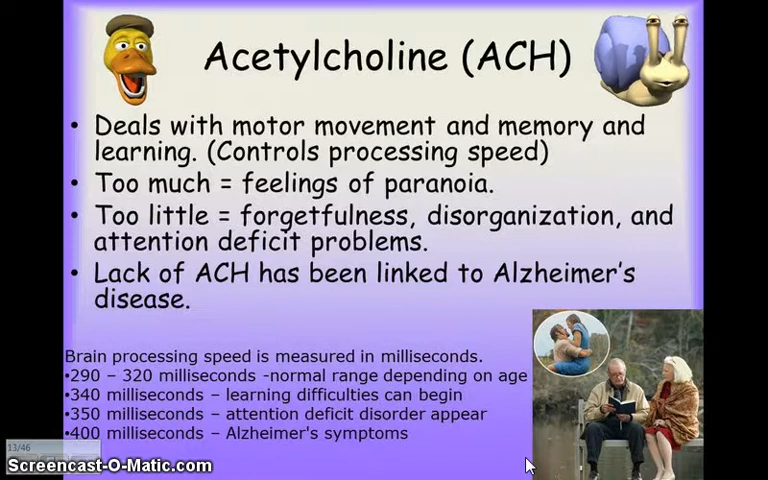 Acetylcholine (ACH)
• Deals with motor movement and memory and
learning. (Controls processing speed)
• Too much = feelings of paranoia.
• Too little = forgetfulness, disorganization, and
attention deficit problems.
• Lack of ACH has been linked to Alzheimer's
disease.
Brain processing speed is measured in milliseconds.
•290 – 320 milliseconds -normal range depending on age
•340 milliseconds – learning difficulties can begin
•350 milliseconds – attention deficit disorder appear
•400 milliseconds – Alzheimer's symptoms
13/46
Screencast-O-Matic.com